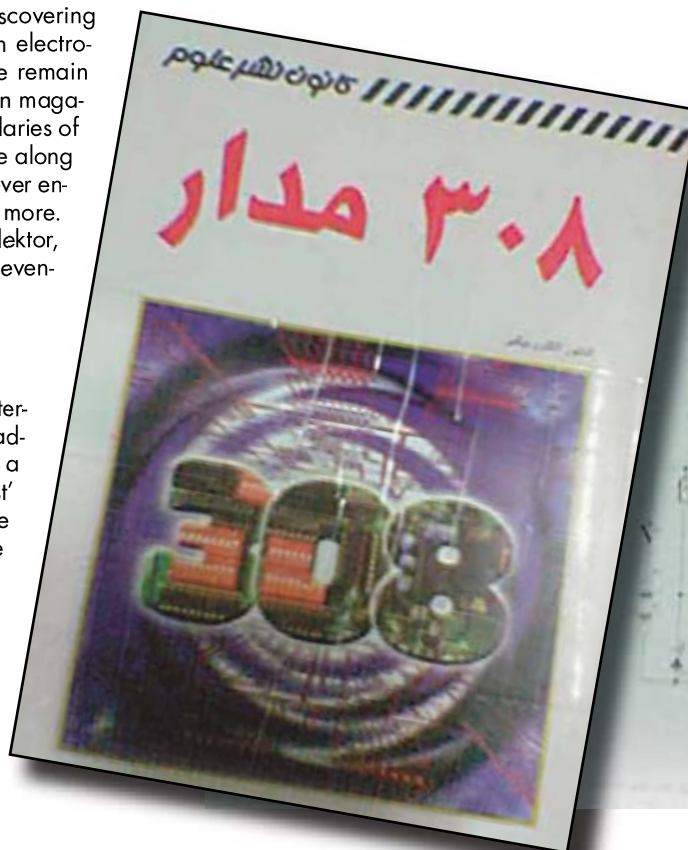 scovering
n electro-
e remain
n maga-
laries of
e along
ver en-
more.
lektor,
even-
ter-
ad-
a
t'
e
e
کانون نشر علوم
۳۰۸ مدار
308